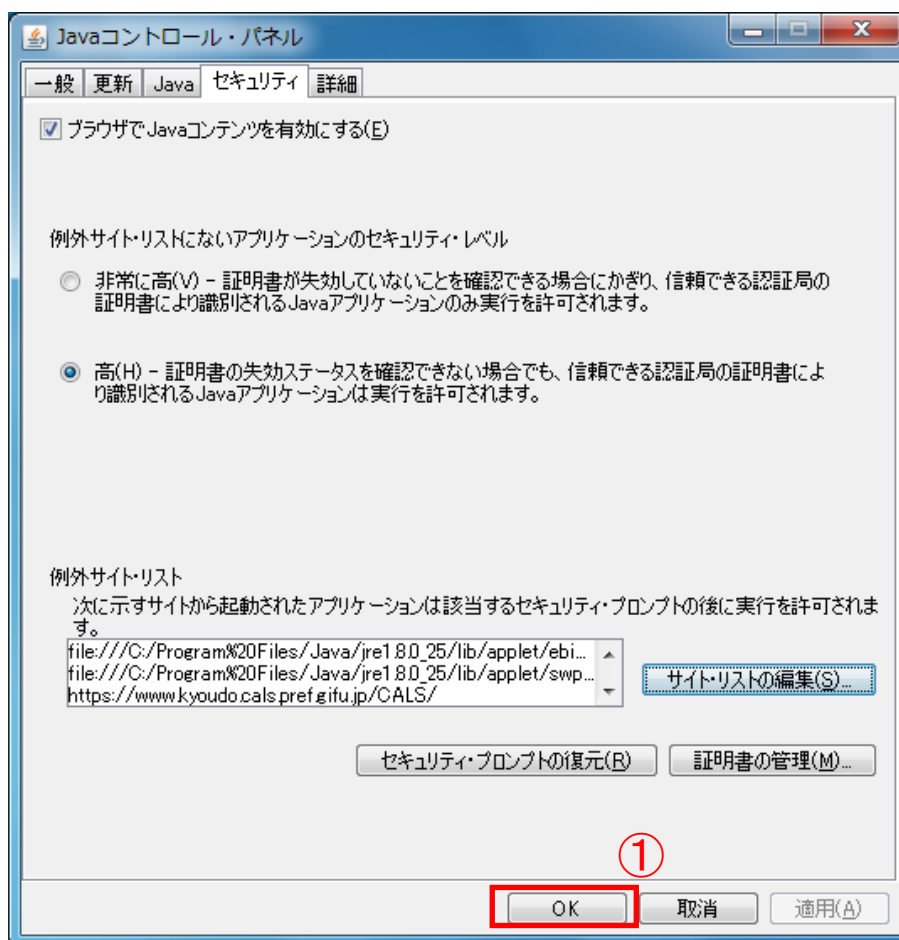 Javaコントロール・パネル
一般 更新 Java セキュリティ 詳細
ブラウザでJavaコンテンツを有効にする(E)
例外サイト・リストにないアプリケーションのセキュリティ・レベル
非常に高(V) - 証明書が失効していないことを確認できる場合にかぎり、信頼できる認証局の
証明書により識別されるJavaアプリケーションのみ実行を許可されます。
高(H) - 証明書の失効ステータスを確認できない場合でも、信頼できる認証局の証明書によ
り識別されるJavaアプリケーションは実行を許可されます。
例外サイト・リスト
次に示すサイトから起動されたアプリケーションは該当するセキュリティ・プロンプトの後に実行を許可されま
す。
file:///C:/Program%20Files/Java/jre1.8.0_25/lib/applet/ebi...
file:///C:/Program%20Files/Java/jre1.8.0_25/lib/applet/swp...
https://www.kyoudo.cals.pref.gifu.jp/CALS/
サイト・リストの編集(S)...
セキュリティ・プロンプトの復元(R) 証明書の管理(M)...
①
OK 取消 適用(A)